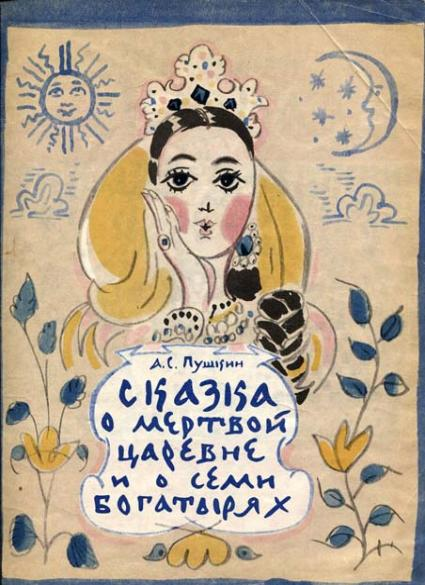 А.С. Пушкин
Сказка
о мертвой
царевне
и о семи
богатырях